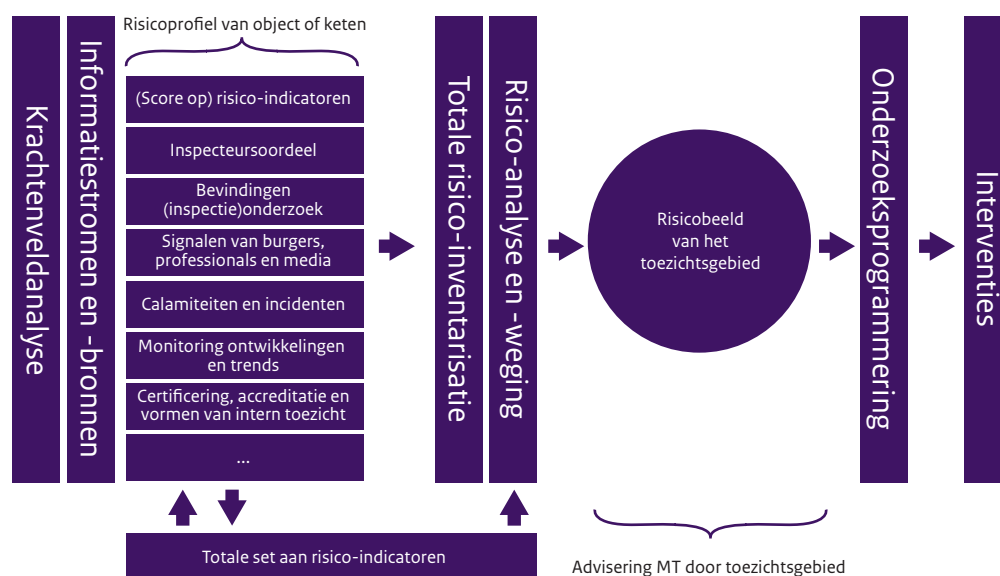 Risicoprofiel van object of keten
Krachtenveldanalyse
Informatiestromen en -bronnen
(Score op) risico-indicatoren
Inspecteursoordeel
Bevindingen
(inspectie)onderzoek
Signalen van burgers,
professionals en media
Calamiteiten en incidenten
Monitoring ontwikkelingen
en trends
Certificering, accreditatie en
vormen van intern toezicht
...
Totale risico-inventarisatie
Risico-analyse en -weging
Risicobeeld
van het
toezichtsgebied
Onderzoeksprogrammering
Interventies
Totale set aan risico-indicatoren
Advisering MT door toezichtsgebied